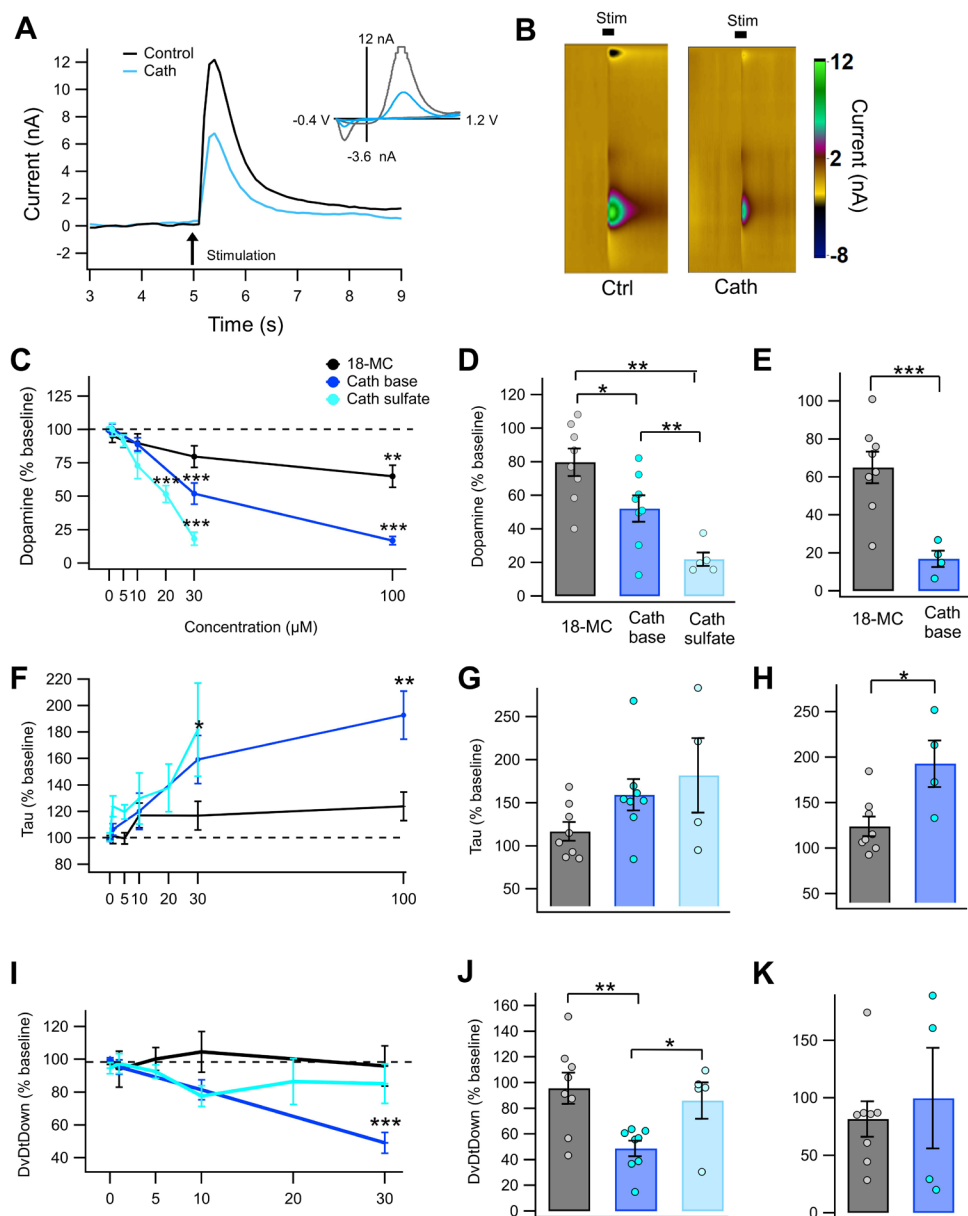 A
Control
Cath
12
10
8
6
4
2
0
-2
Current (nA)
3
4
5
6
7
8
9
Time (s)
Stimulation
12 nA
-0.4 V
1.2 V
-3.6 nA
B
Stim
Stim
Ctrl
Cath
12
2
-8
Current (nA)
C
18-MC
Cath base
Cath sulfate
Dopamine (% baseline)
125
100
75
50
25
0
**
***
***
***
***
0
5
10
20
30
100
Concentration (µM)
D
Dopamine (% baseline)
120
100
80
60
40
20
0
**
*
**
18-MC
Cath base
Cath sulfate
E
100
80
60
40
20
0
***
18-MC
Cath base
F
Tau (% baseline)
220
200
180
160
140
120
100
80
**
*
0
5
10
20
30
100
G
Tau (% baseline)
250
200
150
100
50
H
250
200
150
100
50
*
I
DvDtDown (% baseline)
120
100
80
60
40
***
0
5
10
20
30
J
DvDtDown (% baseline)
160
140
120
100
80
60
40
20
0
**
*
K
150
100
50
0